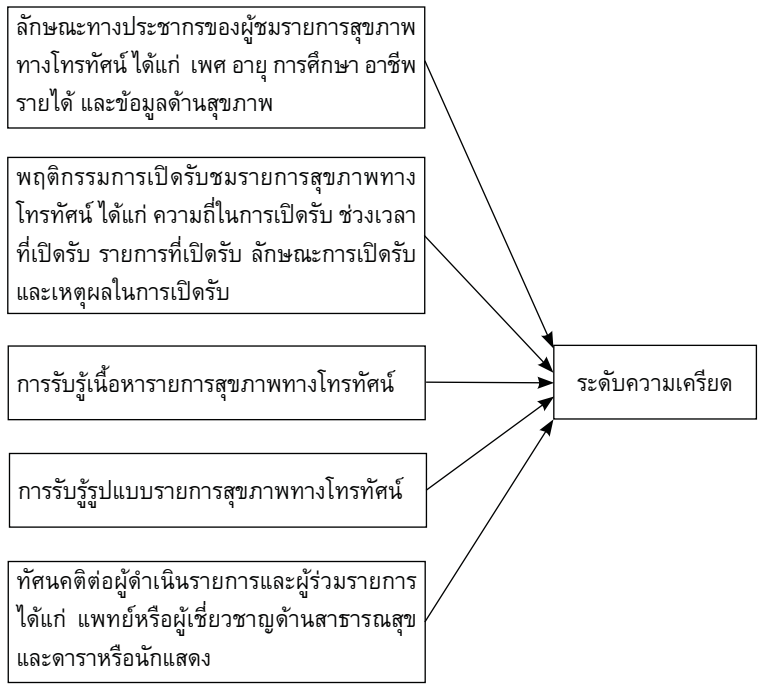 ลักษณะทางประชากรของผู้ชมรายการสุขภาพ
ทางโทรทัศน์ ได้แก่ เพศ อายุ การศึกษา อาชีพ
รายได้ และข้อมูลด้านสุขภาพ
พฤติกรรมการเปิดรับชมรายการสุขภาพทาง
โทรทัศน์ ได้แก่ ความถี่ในการเปิดรับ ช่วงเวลา
ที่เปิดรับ รายการที่เปิดรับ ลักษณะการเปิดรับ
และเหตุผลในการเปิดรับ
การรับรู้เนื้อหารายการสุขภาพทางโทรทัศน์
ระดับความเครียด
การรับรู้รูปแบบรายการสุขภาพทางโทรทัศน์
ทัศนคติต่อผู้ดำเนินรายการและผู้ร่วมรายการ
ได้แก่ แพทย์หรือผู้เชี่ยวชาญด้านสาธารณสุข
และดาราหรือนักแสดง